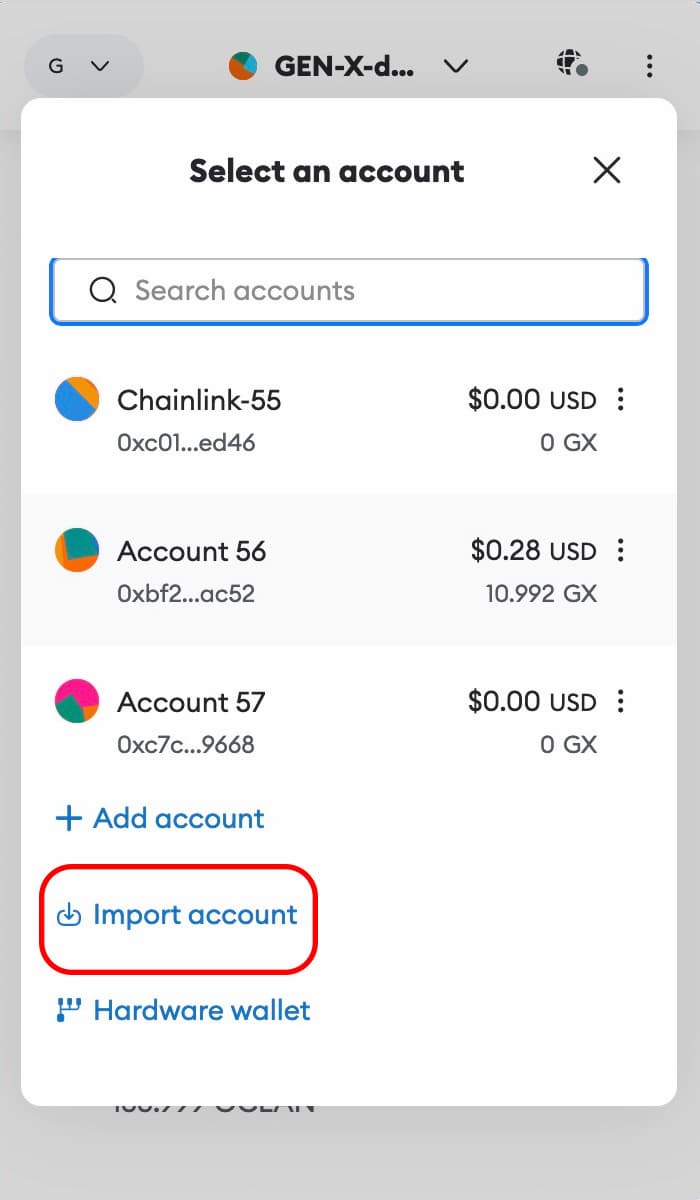 G
GEN-X-d...
Select an account
Search accounts
Chainlink-55 $0.00 USD
0xc01...ed46 0 GX
Account 56 $0.28 USD
0xbf2...ac52 10.992 GX
Account 57 $0.00 USD
0xc7c...9668 0 GX
Add account
Import account
Hardware wallet